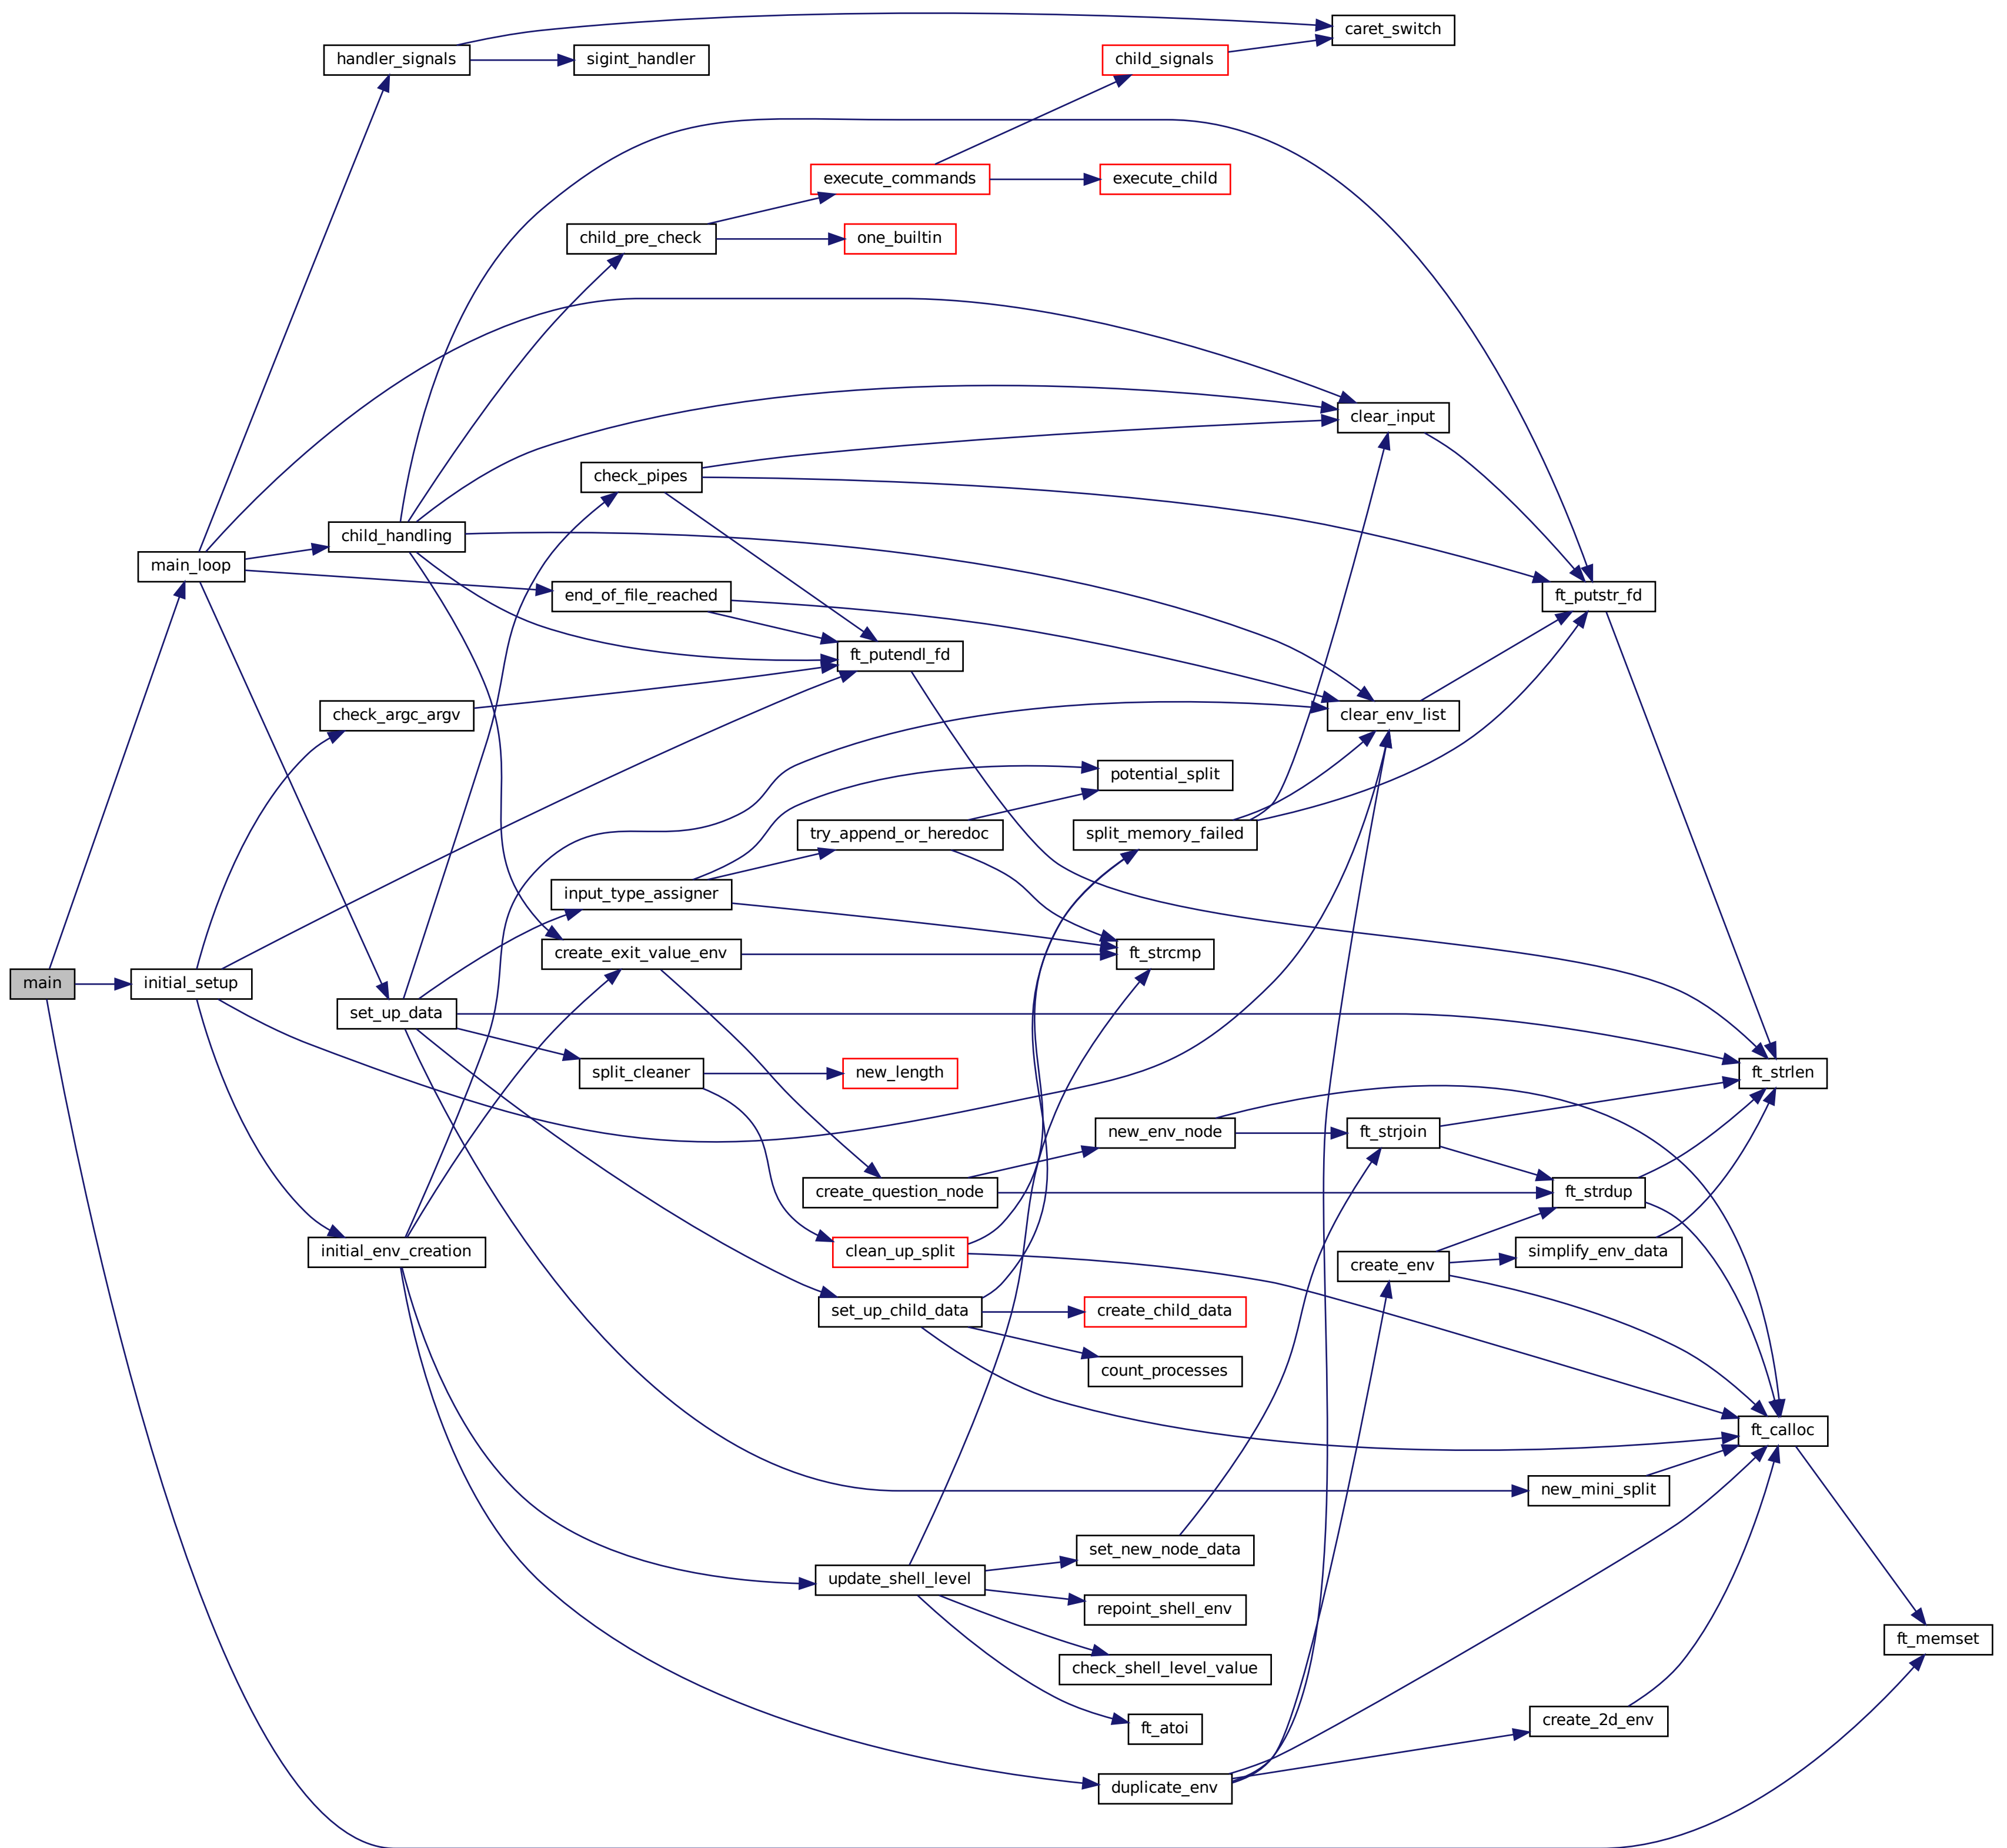 caret_switch
handler_signals
sigint_handler
child_signals
execute_commands
execute_child
child_pre_check
one_builtin
clear_input
check_pipes
child_handling
main_loop
end_of_file_reached
ft_putstr_fd
ft_putendl_fd
check_argc_argv
clear_env_list
potential_split
try_append_or_heredoc
split_memory_failed
input_type_assigner
create_exit_value_env
ft_strcmp
main
initial_setup
set_up_data
split_cleaner
new_length
ft_strlen
new_env_node
ft_strjoin
create_question_node
ft_strdup
initial_env_creation
clean_up_split
simplify_env_data
create_env
set_up_child_data
create_child_data
count_processes
ft_calloc
new_mini_split
set_new_node_data
update_shell_level
repoint_shell_env
ft_memset
check_shell_level_value
create_2d_env
ft_atoi
duplicate_env